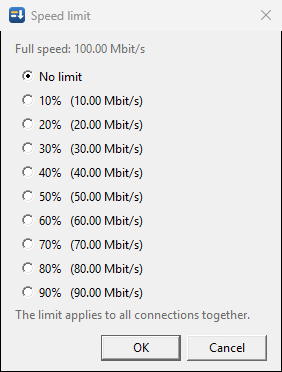 Speed limit
Full speed: 100.00 Mbit/s
No limit
10% (10.00 Mbit/s)
20% (20.00 Mbit/s)
30% (30.00 Mbit/s)
40% (40.00 Mbit/s)
50% (50.00 Mbit/s)
60% (60.00 Mbit/s)
70% (70.00 Mbit/s)
80% (80.00 Mbit/s)
90% (90.00 Mbit/s)
The limit applies to all connections together.
OK Cancel